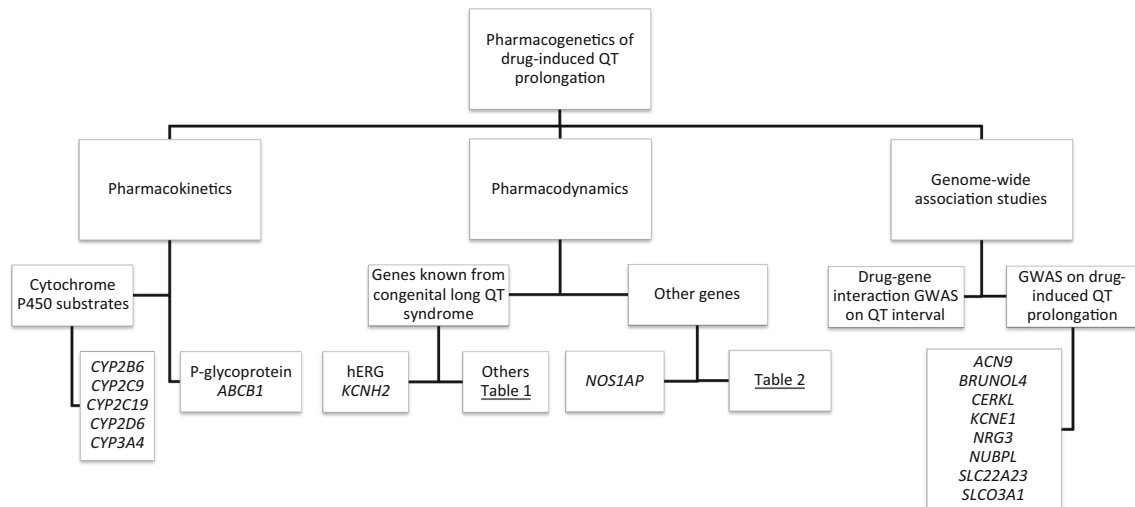 Pharmacogenetics of
drug-induced QT
prolongation
Pharmacokinetics
Pharmacodynamics
Genome-wide
association studies
Cytochrome
P450 substrates
Genes known from
congenital long QT
syndrome
Other genes
Drug-gene
interaction GWAS
on QT interval
GWAS on drug-
induced QT
prolongation
CYP2B6
CYP2C9
CYP2C19
CYP2D6
CYP3A4
P-glycoprotein
ABCB1
hERG
KCNH2
Others
Table 1
NOS1AP
Table 2
ACN9
BRUNOL4
CERKL
KCNE1
NRG3
NUBPL
SLC22A23
SLCO3A1